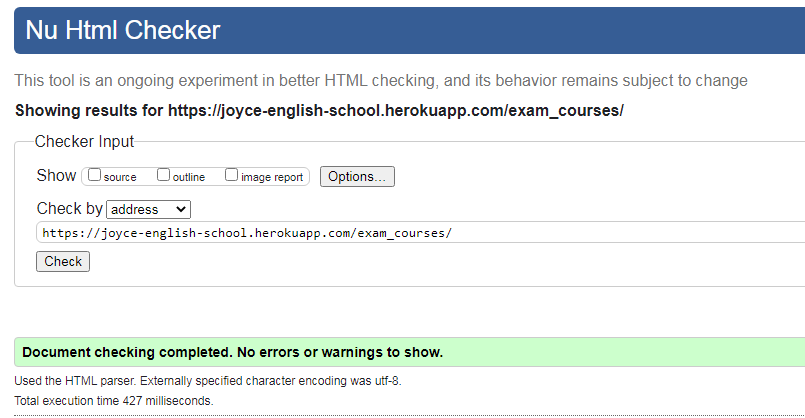 Nu Html Checker
This tool is an ongoing experiment in better HTML checking, and its behavior remains subject to change
Showing results for https://joyce-english-school.herokuapp.com/exam_courses/
Checker Input
Show source outline image report Options...
Check by address
https://joyce-english-school.herokuapp.com/exam_courses/
Check
Document checking completed. No errors or warnings to show.
Used the HTML parser. Externally specified character encoding was utf-8.
Total execution time 427 milliseconds.